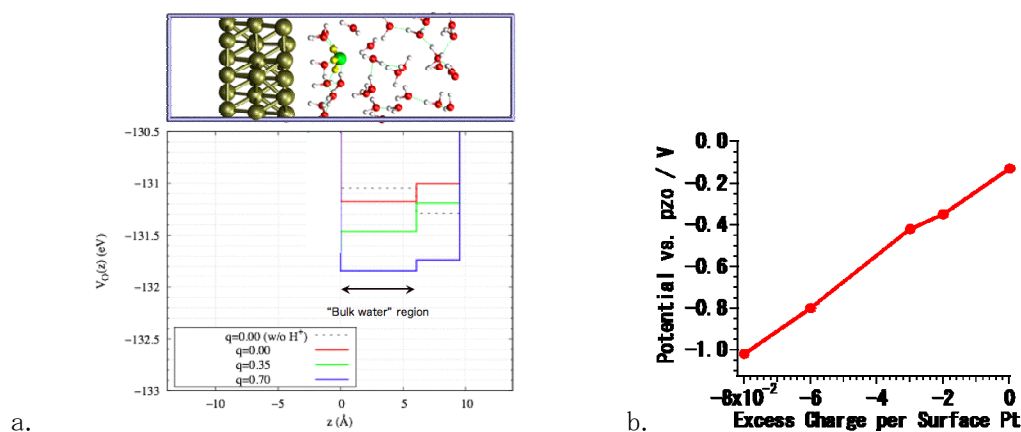 −130.5
−131
−131.5
−132
−132.5
−133
V_O(z) (eV)
"Bulk water" region
q=0.00 (w/o H⁺)
q=0.00
q=0.35
q=0.70
−10
−5
0
5
10
z (Å)
a.
0.0
−0.2
−0.4
−0.6
−0.8
−1.0
Potential vs. pzo / V
−8x10⁻²
−6
−4
−2
0
Excess Charge per Surface Pt
b.